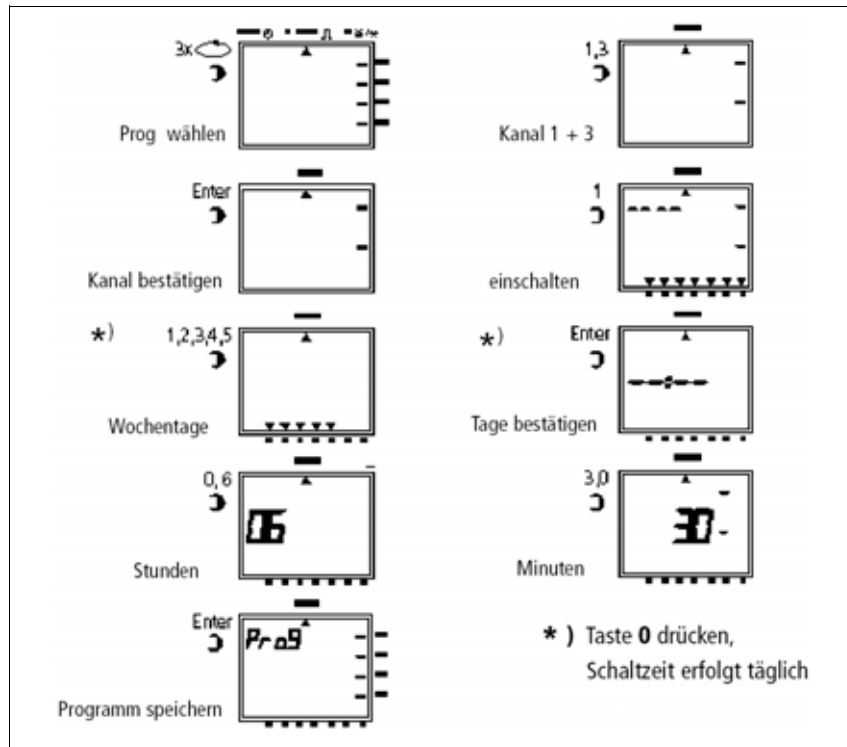 3x
Prog wählen
1,3
Kanal 1 + 3
Enter
Kanal bestätigen
1
einschalten
*) 1,2,3,4,5
Wochentage
*) Enter
Tage bestätigen
0,6
06
Stunden
3,0
30
Minuten
Enter
Prog
Programm speichern
*) Taste 0 drücken,
Schaltzeit erfolgt täglich